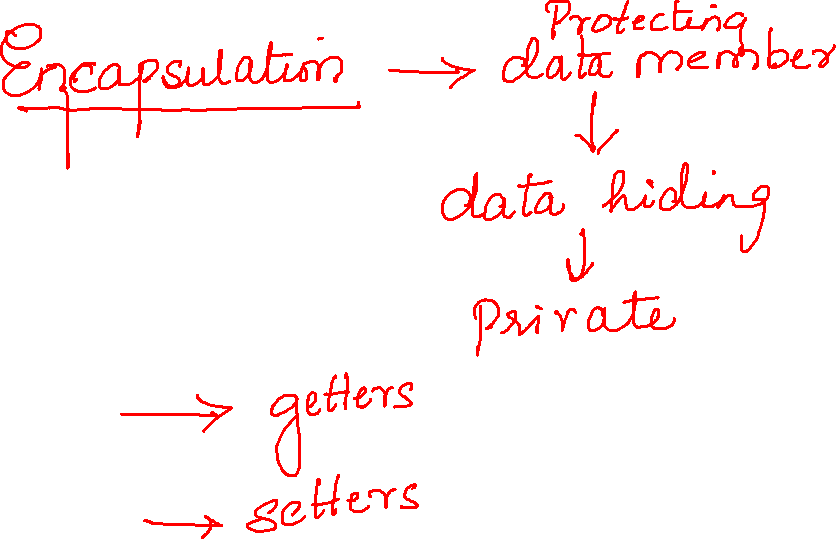 Protecting
Encapsulation → data member
↓
data hiding
↓
Private
→ getters
→ setters